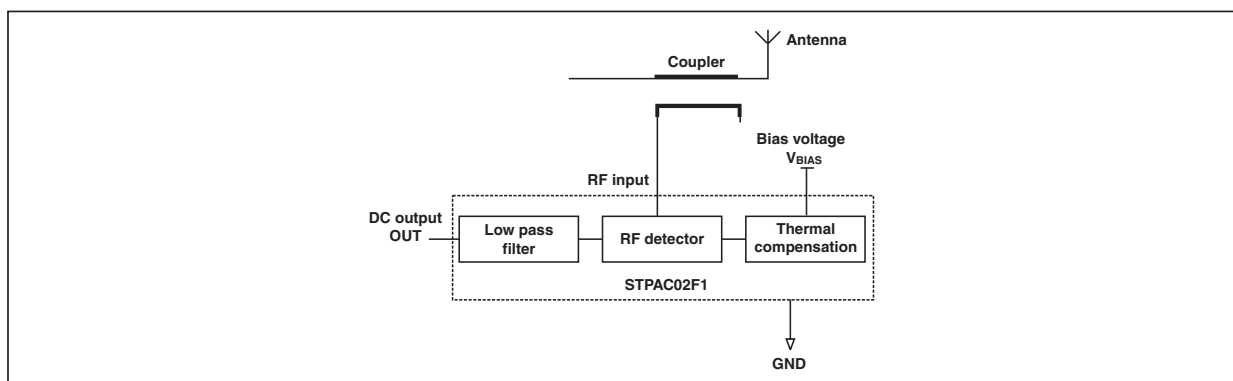 Antenna
Coupler
Bias voltage
VBIAS
RF input
DC output
OUT
Low pass
filter
RF detector
Thermal
compensation
STPAC02F1
GND